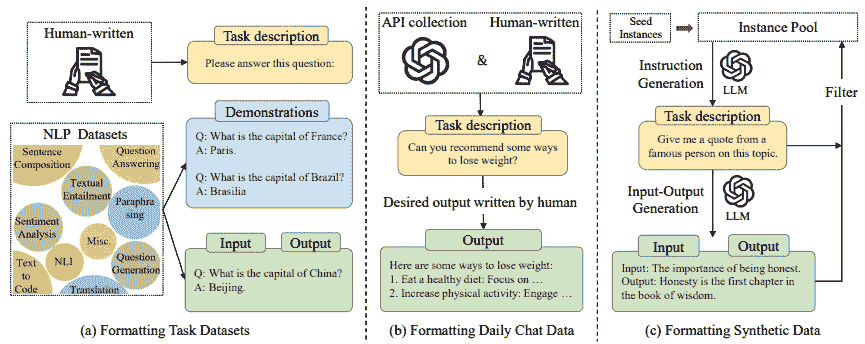 Human-written
Task description
Please answer this question:
NLP Datasets
Sentence
Composition
Question
Answering
Textual
Entailment
Paraphra
sing
Sentiment
Analysis
Misc.
NLI
Question
Generation
Text
to
Code
Translation
Demonstrations
Q: What is the capital of France?
A: Paris.
Q: What is the capital of Brazil?
A: Brasilia
Input
Output
Q: What is the capital of China?
A: Beijing.
(a) Formatting Task Datasets
API collection
&
Human-written
Task description
Can you recommend some ways
to lose weight?
Desired output written by human
Output
Here are some ways to lose weight:
1. Eat a healthy diet: Focus on ...
2. Increase physical activity: Engage ...
(b) Formatting Daily Chat Data
Seed
Instances
Instance Pool
Instruction
Generation
LLM
Filter
Task description
Give me a quote from a
famous person on this topic.
Input-Output
Generation
LLM
Input
Output
Input: The importance of being honest.
Output: Honesty is the first chapter in
the book of wisdom.
(c) Formatting Synthetic Data